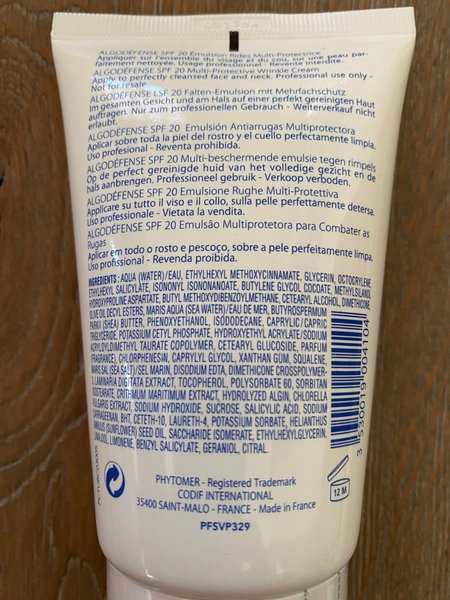 ALGODÉFENSE SPF 20 Emulsion Rides Multi-Protectrice
Appliquer sur l'ensemble du visage et du cou, sur une peau par-
faitement nettoyée. Usage professionnel - Revente interdite.
ALGODÉFENSE SPF 20 Multi-Protective Wrinkle Cream
Apply to perfectly cleansed face and neck. Professional use only -
Not for resale.
ALGODÉFENSE LSF 20 Falten-Emulsion mit Mehrfachschutz
Im gesamten Gesicht und am Hals auf einer perfekt gereinigten Haut
auftragen. Nur zum professionellen Gebrauch - Weiterverkauf nicht
erlaubt.
ALGODÉFENSE SPF 20 Emulsión Antiarrugas Multiprotectora
Aplicar sobre toda la piel del rostro y el cuello perfectamente limpia.
Uso profesional - Reventa prohibida.
ALGODÉFENSE SPF 20 Multi-beschermende emulsie tegen rimpels
Op de perfect gereinigde huid van het volledige gezicht en de
hals aanbrengen. Professioneel gebruik - Verkoop verboden.
ALGODÉFENSE SPF 20 Emulsione Rughe Multi-Protettiva
Applicare su tutto il viso e il collo, sulla pelle perfettamente detersa.
Uso professionale - Vietata la vendita.
ALGODÉFENSE SPF 20 Emulsão Multiprotetora para Combater as
Rugas
Aplicar em todo o rosto e pescoço, sobre a pele perfeitamente limpa.
Uso profissional - Revenda proibida.
INGREDIENTS: AQUA (WATER)/EAU, ETHYLHEXYL METHOXYCINNAMATE, GLYCERIN, OCTOCRYLENE,
ETHYLHEXYL SALICYLATE, ISONONYL ISONONANOATE, BUTYLENE GLYCOL COCOATE, METHYLSILANOL
HYDROXYPROLINE ASPARTATE, BUTYL METHOXYDIBENZOYLMETHANE, CETEARYL ALCOHOL, DIMETHICONE,
OLIVE OIL DECYL ESTERS, MARIS AQUA (SEA WATER)/EAU DE MER, BUTYROSPERMUM
PARKII (SHEA) BUTTER, PHENOXYETHANOL, ISODODECANE, CAPRYLIC/CAPRIC
TRIGLYCERIDE, POTASSIUM CETYL PHOSPHATE, HYDROXYETHYL ACRYLATE/SODIUM
ACRYLOYLDIMETHYL TAURATE COPOLYMER, CETEARYL GLUCOSIDE, PARFUM
(FRAGRANCE), CHLORPHENESIN, CAPRYLYL GLYCOL, XANTHAN GUM, SQUALENE,
MARIS SAL (SEA SALT)/SEL MARIN, DISODIUM EDTA, DIMETHICONE CROSSPOLYMER-
3, LAMINARIA DIGITATA EXTRACT, TOCOPHEROL, POLYSORBATE 60, SORBITAN
ISOSTEARATE, CRITHMUM MARITIMUM EXTRACT, HYDROLYZED ALGIN, CHLORELLA
VULGARIS EXTRACT, SODIUM HYDROXIDE, SUCROSE, SALICYLIC ACID, SODIUM
CARRAGEENAN, BHT, CETETH-10, LAURETH-4, POTASSIUM SORBATE, HELIANTHUS
ANNUUS (SUNFLOWER) SEED OIL, SACCHARIDE ISOMERATE, ETHYLHEXYLGLYCERIN,
LINALOOL, LIMONENE, BENZYL SALICYLATE, GERANIOL, CITRAL.
3 530019 004104
12 M
PHYTOMER - Registered Trademark
CODIF INTERNATIONAL
35400 SAINT-MALO - FRANCE - Made in France
PFSVP329